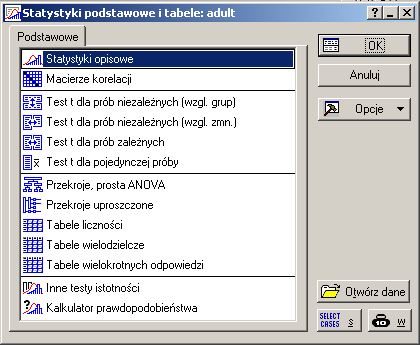 Statystyki podstawowe i tabele: adult
Podstawowe
Statystyki opisowe
Macierze korelacji
Test t dla prób niezależnych (wzgl. grup)
Test t dla prób niezależnych (wzgl. zmn.)
Test t dla prób zależnych
Test t dla pojedynczej próby
Przekroje, prosta ANOVA
Przekroje uproszczone
Tabele liczności
Tabele wielodzielcze
Tabele wielokrotnych odpowiedzi
Inne testy istotności
Kalkulator prawdopodobieństwa
OK
Anuluj
Opcje
Otwórz dane
SELECT CASES S
W